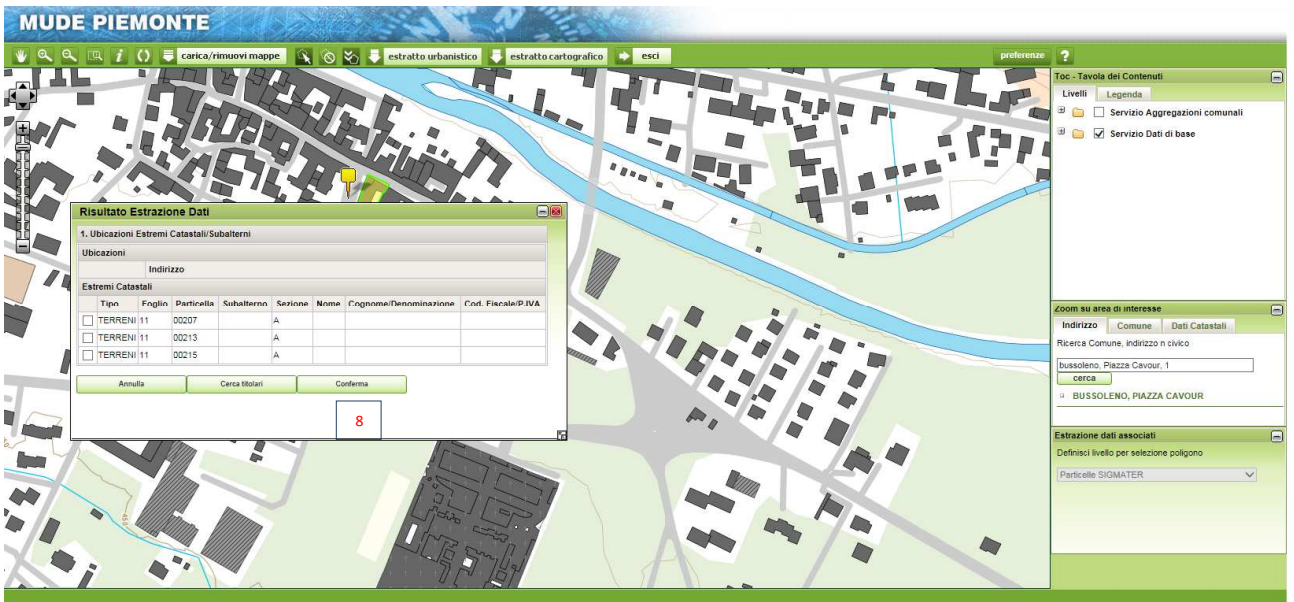 MUDE PIEMONTE
carica/rimuovi mappe estratto urbanistico estratto cartografico esci preferenze ?
Toc - Tavola dei Contenuti
Livelli Legenda
Servizio Aggregazioni comunali
Servizio Dati di base
Risultato Estrazione Dati
1. Ubicazioni Estremi Catastali/Subalterni
Ubicazioni
Indirizzo
Estremi Catastali
Tipo Foglio Particella Subalterno Sezione Nome Cognome/Denominazione Cod. Fiscale/P.IVA
TERRENI 11 00207 A
TERRENI 11 00213 A
TERRENI 11 00215 A
Annulla Cerca titolari Conferma
8
Zoom su area di interesse
Indirizzo Comune Dati Catastali
Ricerca Comune, indirizzo n civico
bussoleno, Piazza Cavour, 1
cerca
BUSSOLENO, PIAZZA CAVOUR
Estrazione dati associati
Definisci livello per selezione poligono
Particelle SIGMATER